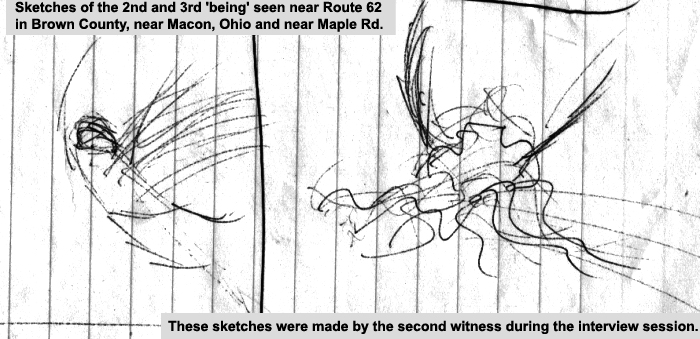 Sketches of the 2nd and 3rd 'being' seen near Route 62
in Brown County, near Macon, Ohio and near Maple Rd.
These sketches were made by the second witness during the interview session.